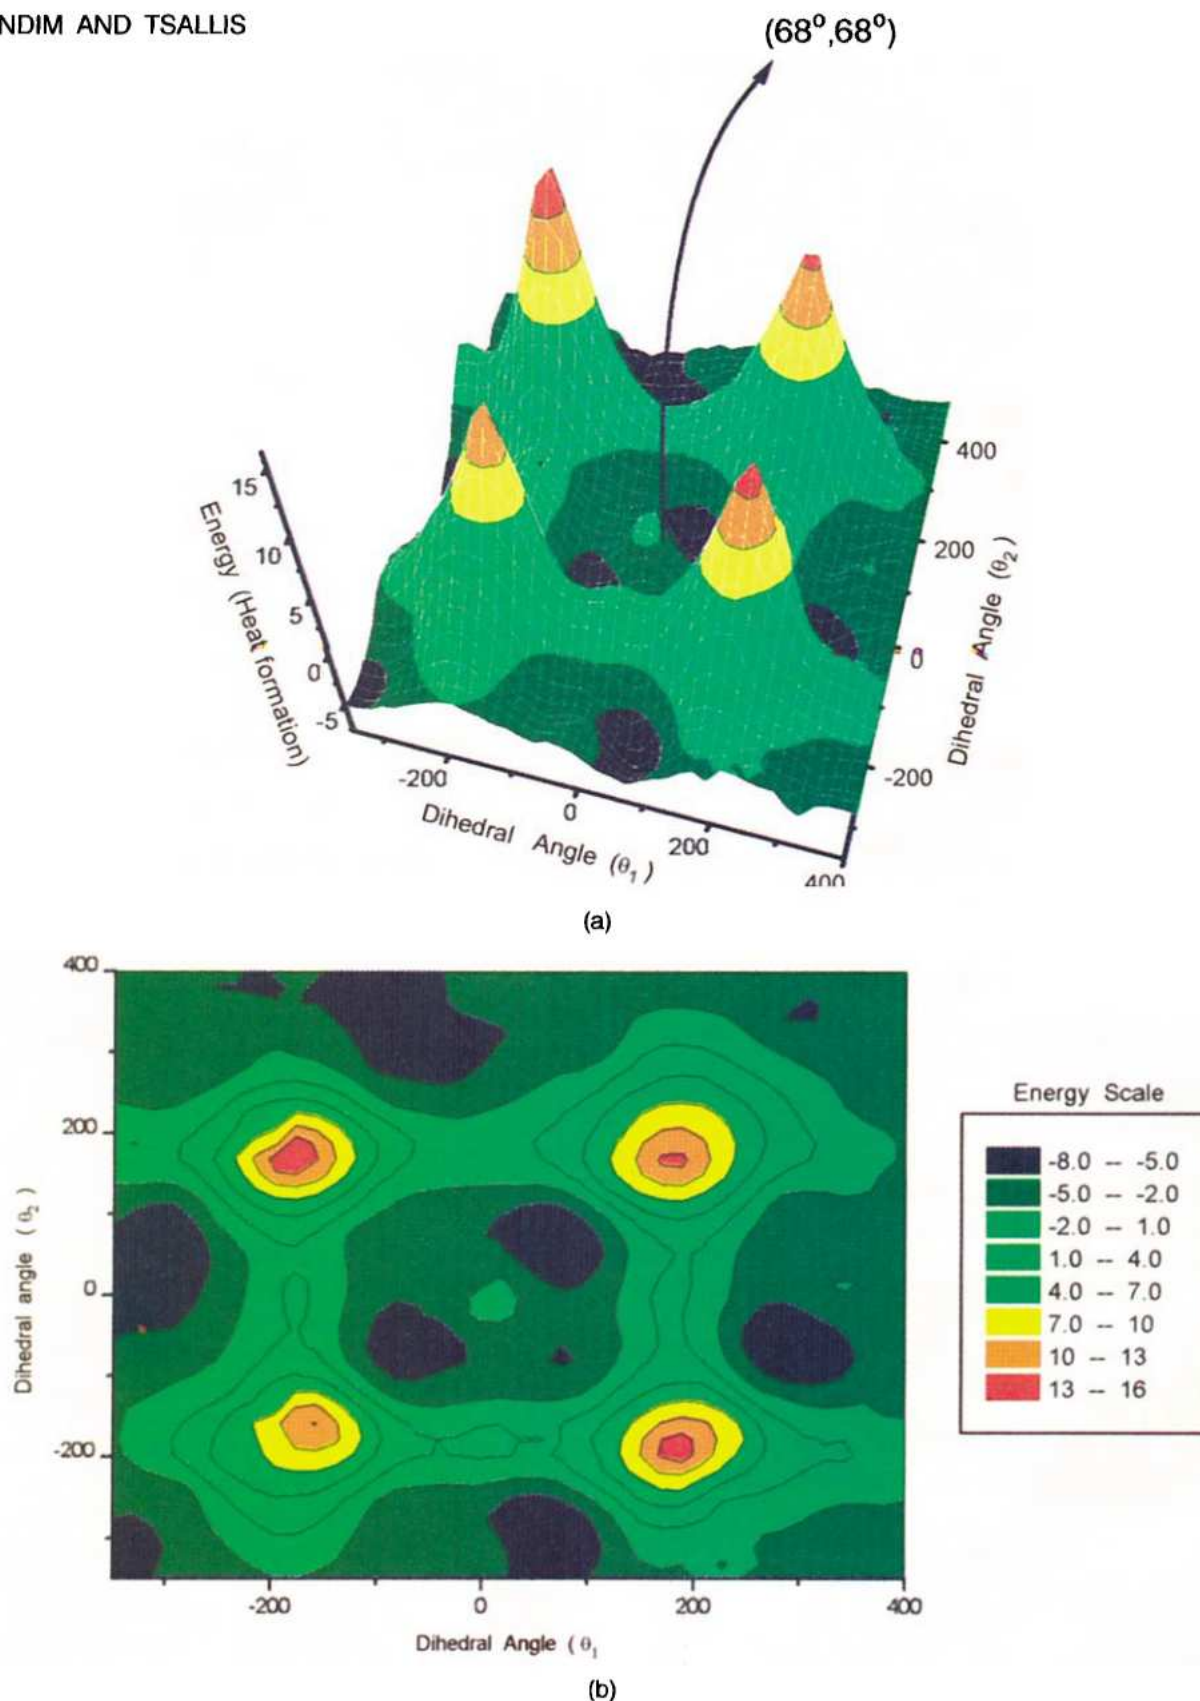 NDIM AND TSALLIS
(68°,68°)
15
10
5
0
-5
Energy (Heat formation)
-200
0
200
400
Dihedral Angle (θ₁)
400
200
0
-200
Dihedral Angle (θ₂)
(a)
400
200
0
-200
Dihedral angle (θ₂)
-200
0
200
400
Dihedral Angle (θ₁
(b)
Energy Scale
-8.0 -- -5.0
-5.0 -- -2.0
-2.0 -- 1.0
1.0 -- 4.0
4.0 -- 7.0
7.0 -- 10
10 -- 13
13 -- 16